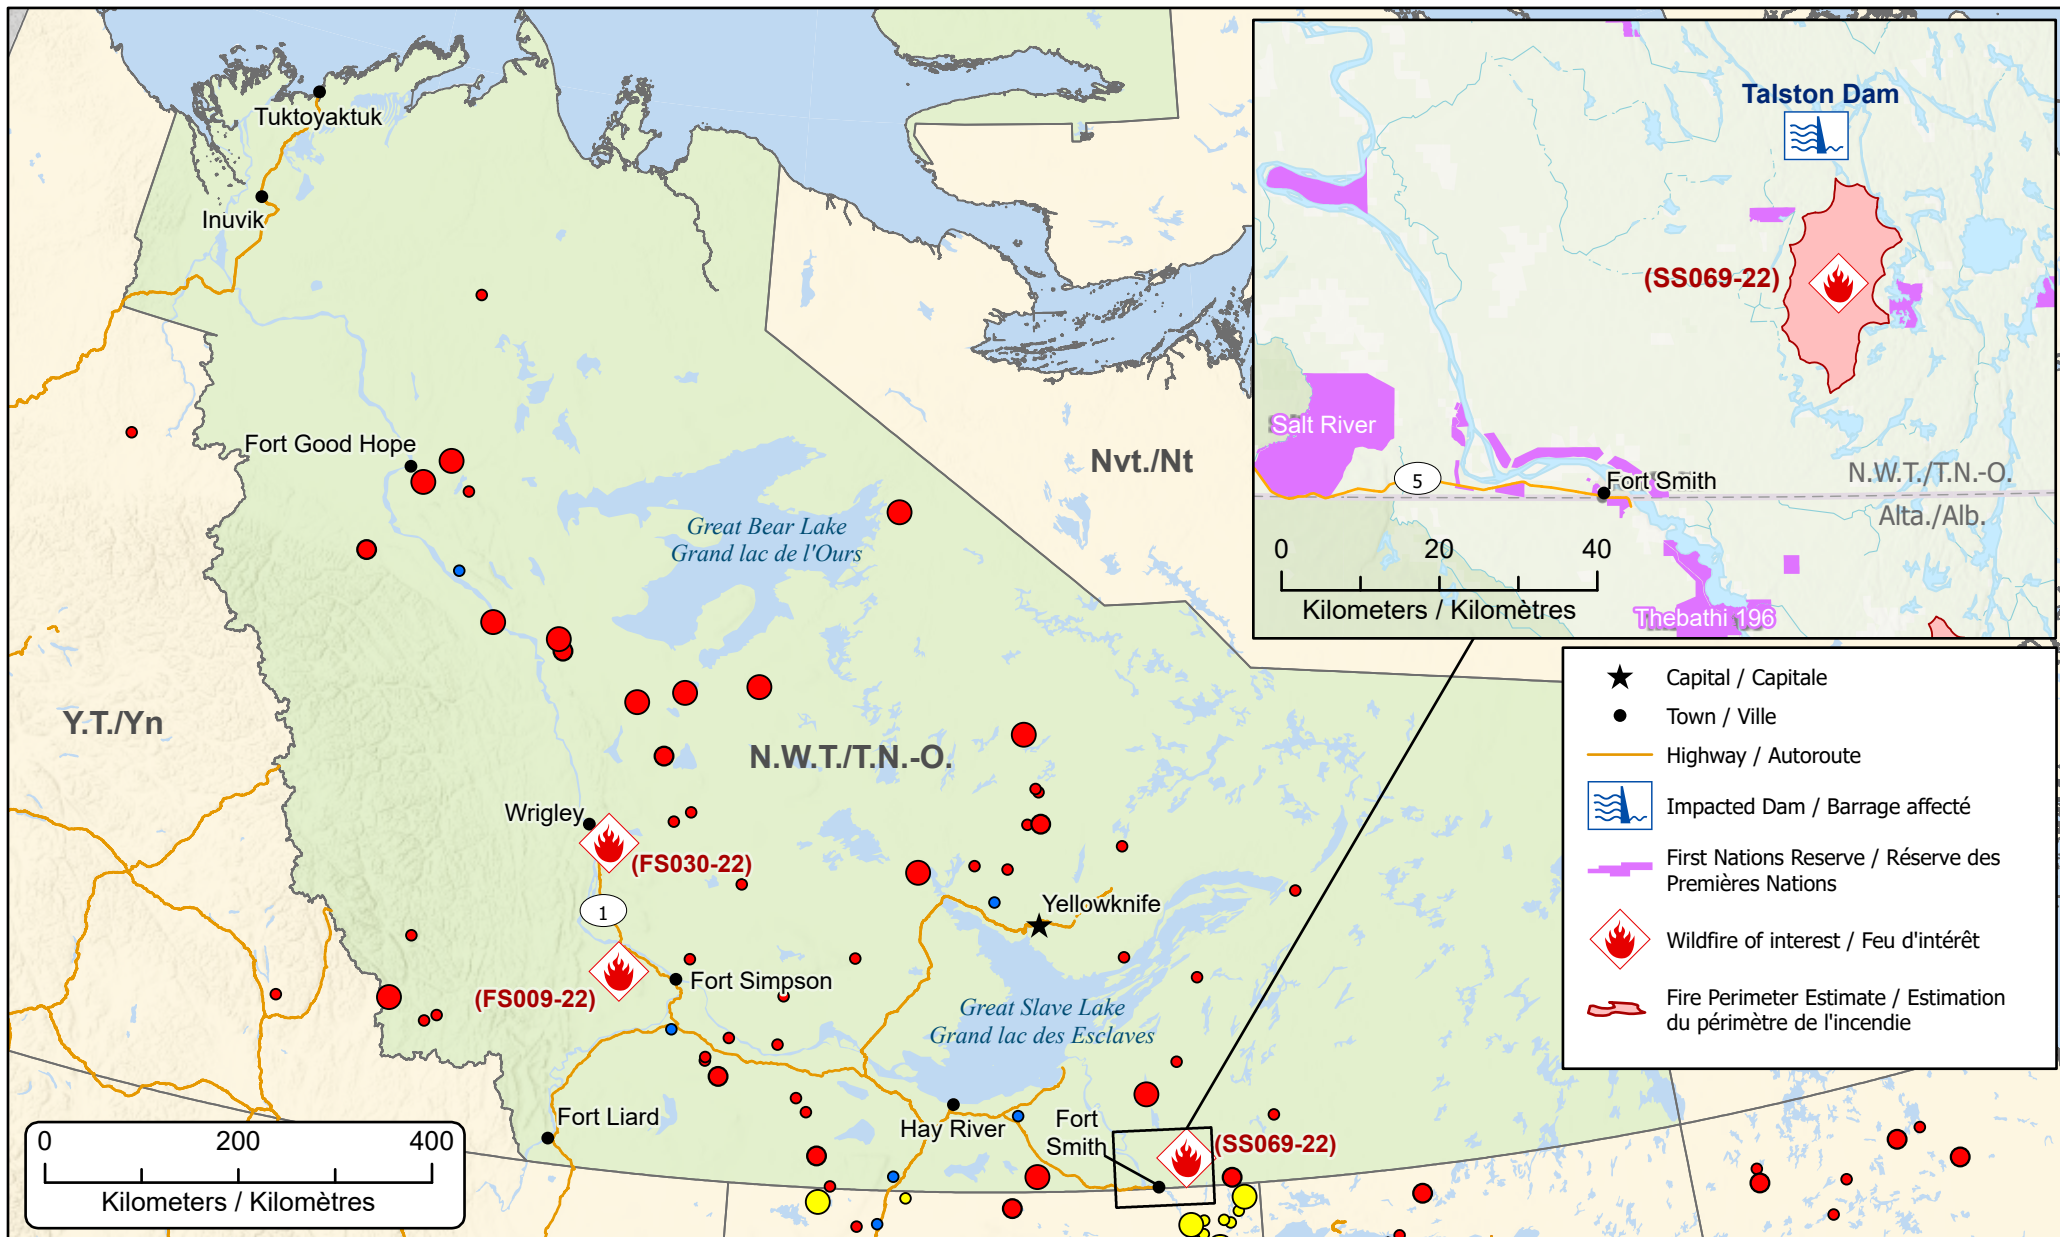 Tuktoyaktuk
Inuvik
Fort Good Hope
Great Bear Lake
Grand lac de l'Ours
Nvt./Nt
Y.T./Yn
N.W.T./T.N.-O.
Wrigley
(FS030-22)
1
Yellowknife
Fort Simpson
(FS009-22)
Great Slave Lake
Grand lac des Esclaves
Fort Liard
Hay River
Fort
Smith
(SS069-22)
0 200 400
Kilometers / Kilomètres
Talston Dam
(SS069-22)
Salt River
5
Fort Smith
N.W.T./T.N.-O.
Alta./Alb.
0 20 40
Kilometers / Kilomètres
Thebathi 196
Capital / Capitale
Town / Ville
Highway / Autoroute
Impacted Dam / Barrage affecté
First Nations Reserve / Réserve des
Premières Nations
Wildfire of interest / Feu d'intérêt
Fire Perimeter Estimate / Estimation
du périmètre de l'incendie